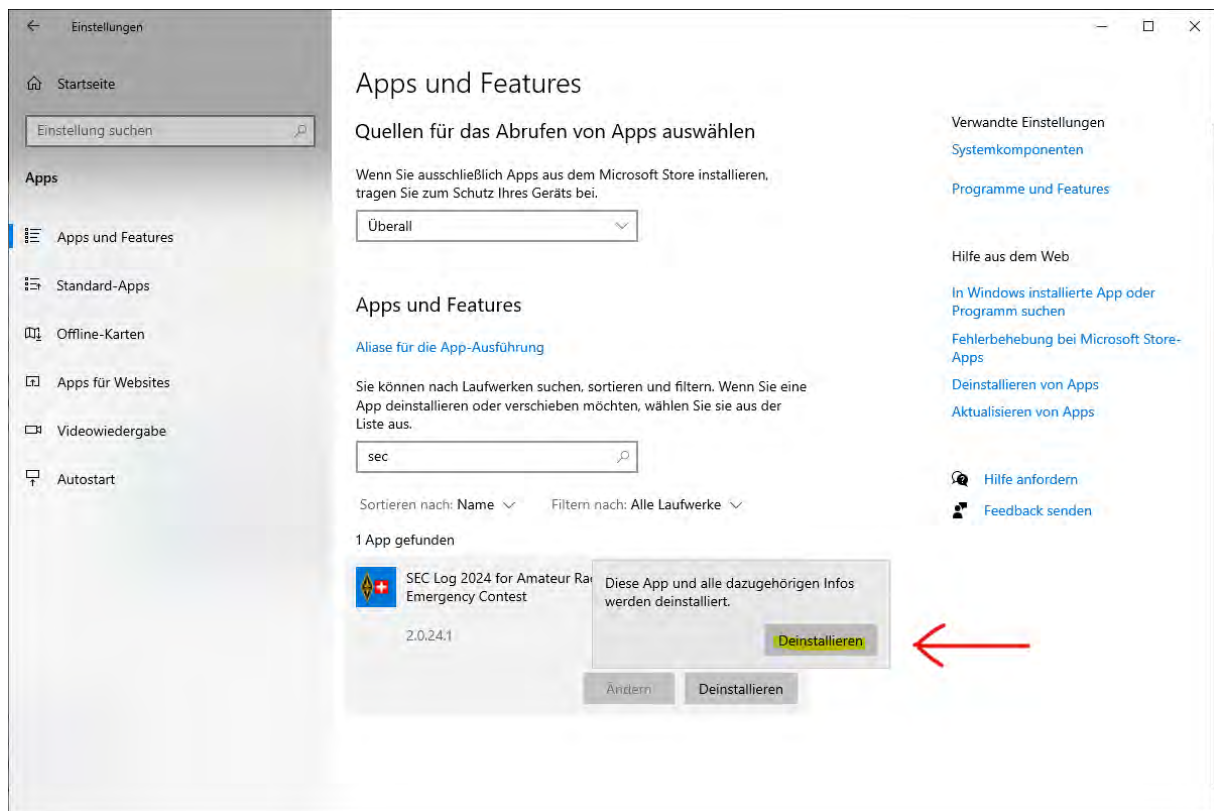 Einstellungen
Startseite
Einstellung suchen
Apps
Apps und Features
Standard-Apps
Offline-Karten
Apps für Websites
Videowiedergabe
Autostart
Apps und Features
Quellen für das Abrufen von Apps auswählen
Wenn Sie ausschließlich Apps aus dem Microsoft Store installieren,
tragen Sie zum Schutz Ihres Geräts bei.
Überall
Apps und Features
Aliase für die App-Ausführung
Sie können nach Laufwerken suchen, sortieren und filtern. Wenn Sie eine
App deinstallieren oder verschieben möchten, wählen Sie sie aus der
Liste aus.
sec
Sortieren nach: Name Filtern nach: Alle Laufwerke
1 App gefunden
SEC Log 2024 for Amateur
Emergency Contest
2.0.24.1
Diese App und alle dazugehörigen Infos
werden deinstalliert.
Deinstallieren
Ändern Deinstallieren
Verwandte Einstellungen
Systemkomponenten
Programme und Features
Hilfe aus dem Web
In Windows installierte App oder
Programm suchen
Fehlerbehebung bei Microsoft Store-
Apps
Deinstallieren von Apps
Aktualisieren von Apps
Hilfe anfordern
Feedback senden